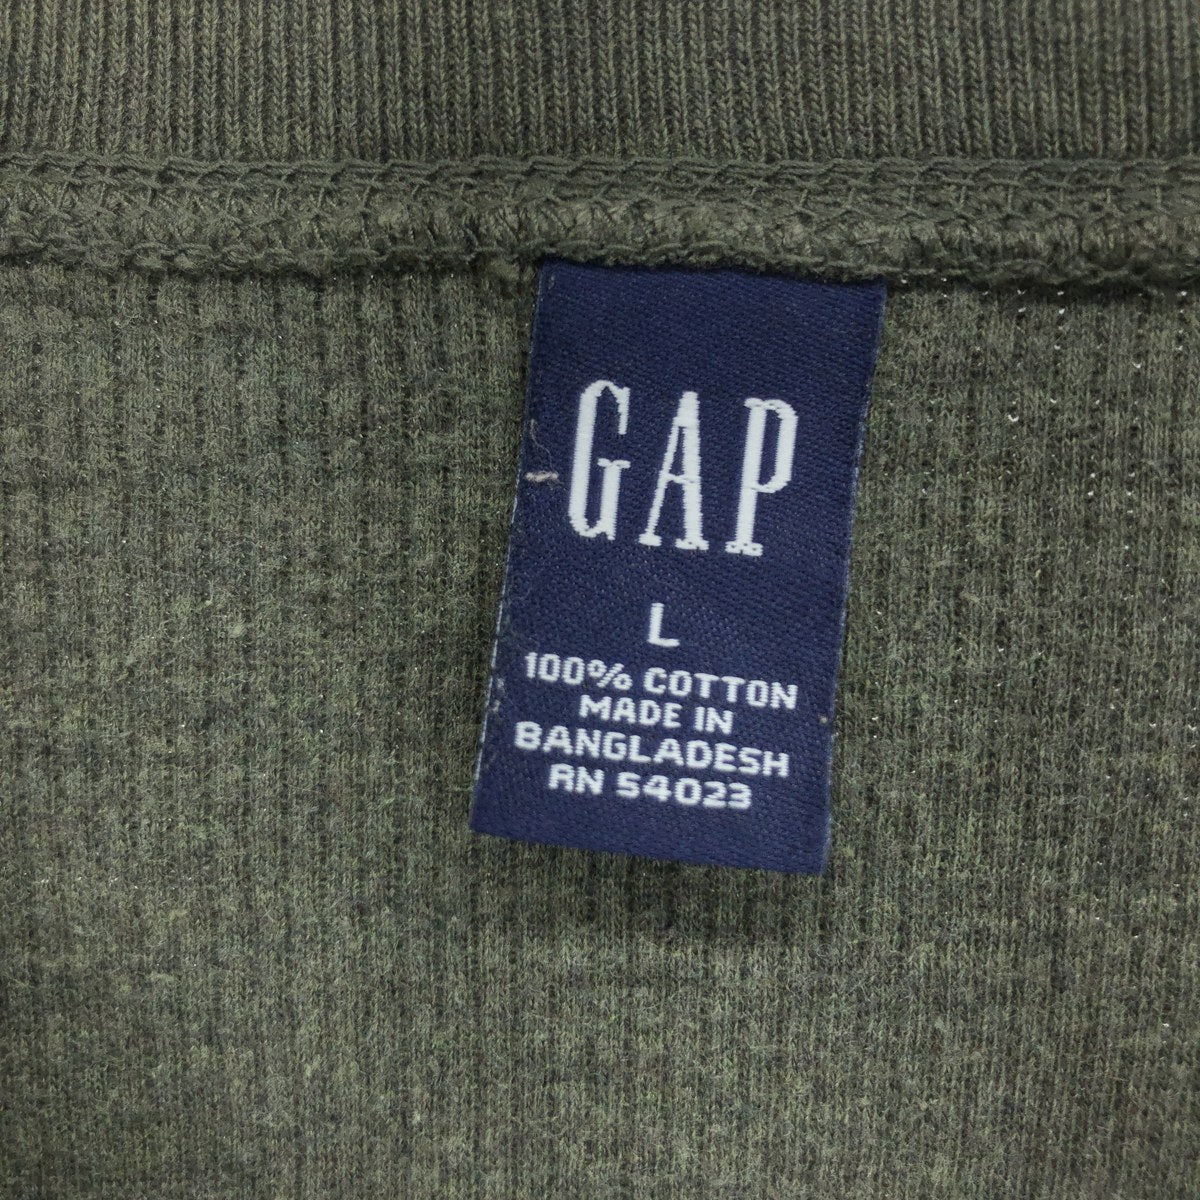 GAP
L
100% COTTON
MADE IN
BANGLADESH
RN 54023